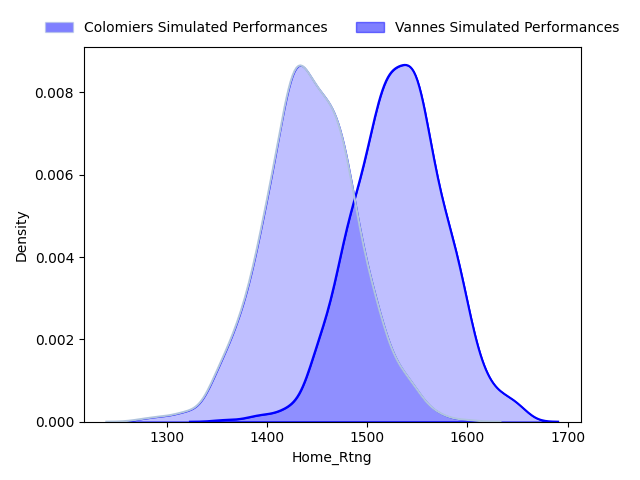 Colomiers Simulated Performances Vannes Simulated Performances
0.008
0.006
0.004
0.002
0.000
Density
1300 1400 1500 1600 1700
Home_Rtng